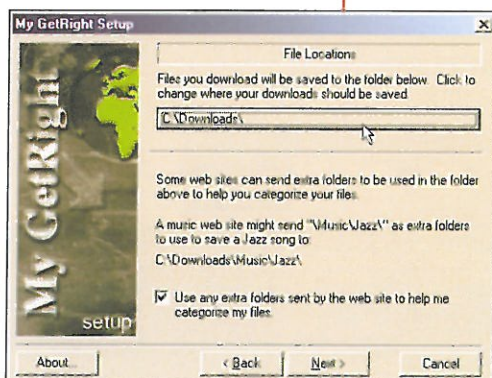 My GetRight Setup
My GetRight
setup
File Locations
Files you download will be saved to the folder below. Click to
change where your downloads should be saved.
C:\Downloads\
Some web sites can send extra folders to be used in the folder
above to help you categorize your files.
A music web site might send "\Music\Jazz\" as extra folders
to use to save a Jazz song to:
C:\Downloads\Music\Jazz\
Use any extra folders sent by the web site to help me
categorize my files.
About...
< Back
Next >
Cancel